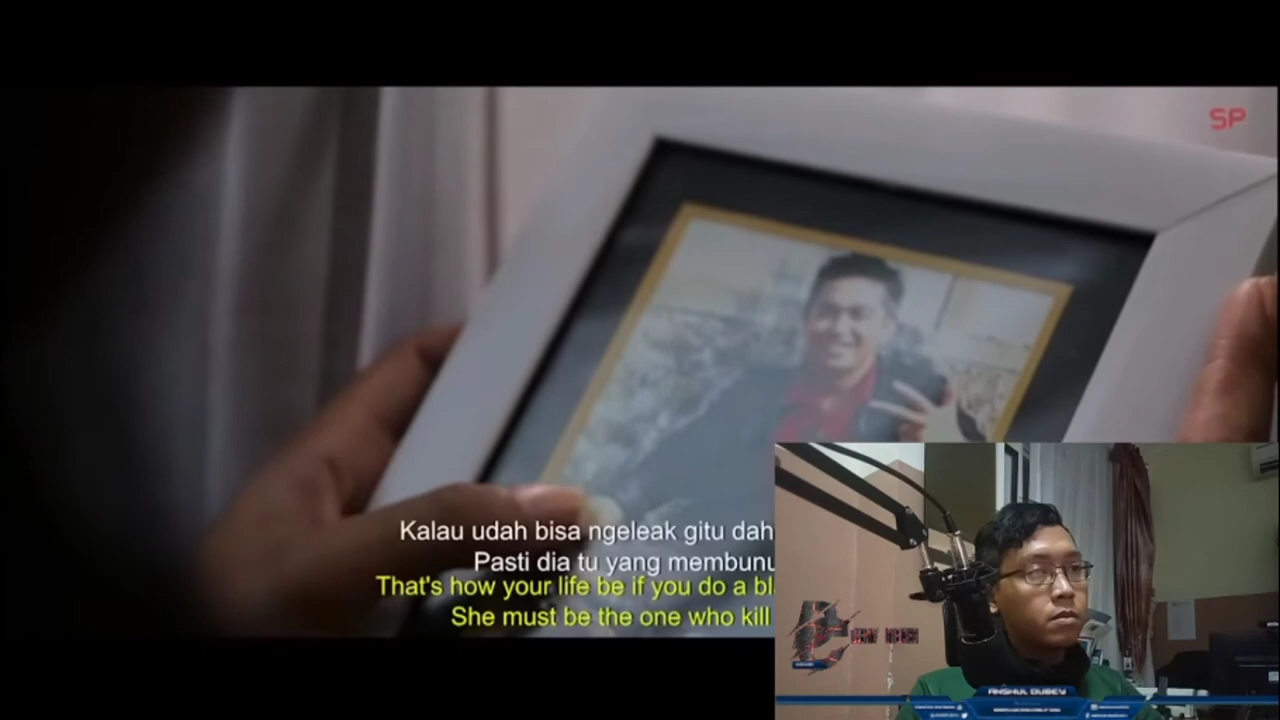 SP
Kalau udah bisa ngeleak gitu dah
Pasti dia tu yang membunu
That's how your life be if you do a bl
She must be the one who kill
ANSHUL DUBEY